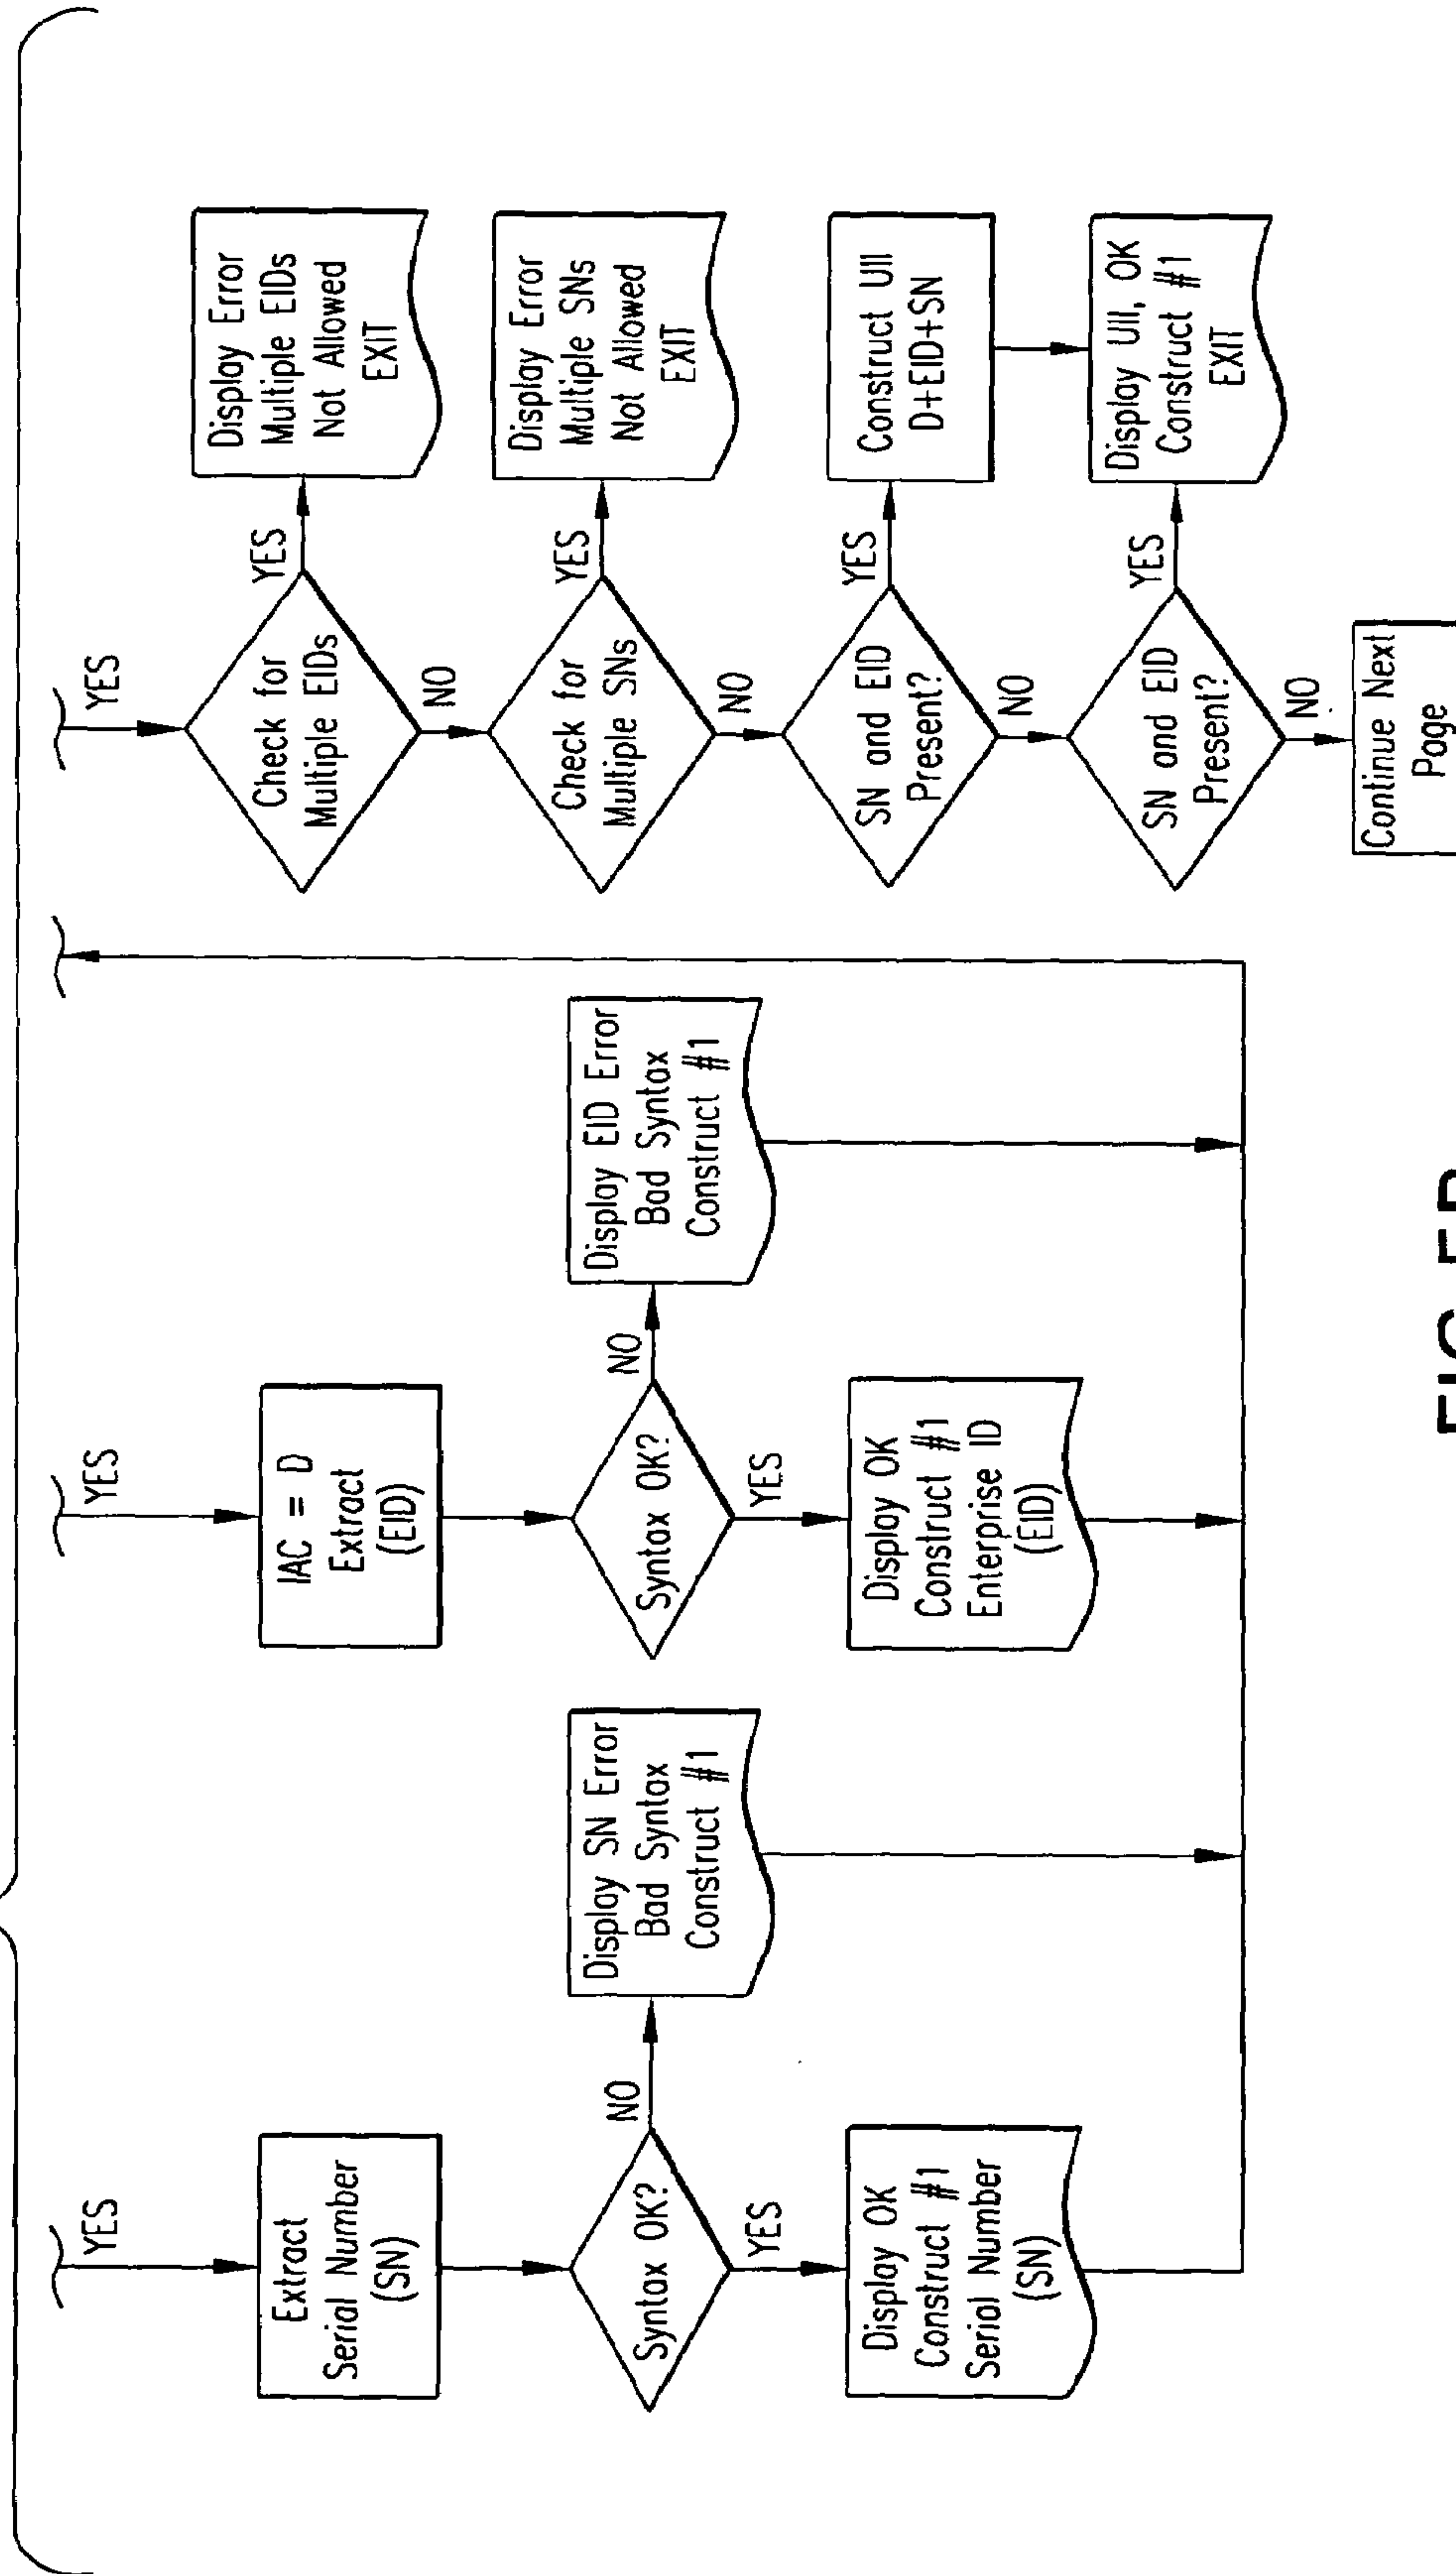 YES
Extract
Serial Number
(SN)
Syntax OK?
NO
Display SN Error
Bad Syntax
Construct #1
YES
Display OK
Construct #1
Serial Number
(SN)
YES
IAC = D
Extract
(EID)
Syntax OK?
NO
Display EID Error
Bad Syntax
Construct #1
YES
Display OK
Construct #1
Enterprise ID
(EID)
YES
Check for
Multiple EIDs
YES
Display Error
Multiple EIDs
Not Allowed
EXIT
NO
Check for
Multiple SNs
YES
Display Error
Multiple SNs
Not Allowed
EXIT
NO
SN and EID
Present?
YES
Construct UII
D+EID+SN
NO
SN and EID
Present?
YES
Display UII, OK
Construct #1
EXIT
NO
Continue Next
Page
FIG